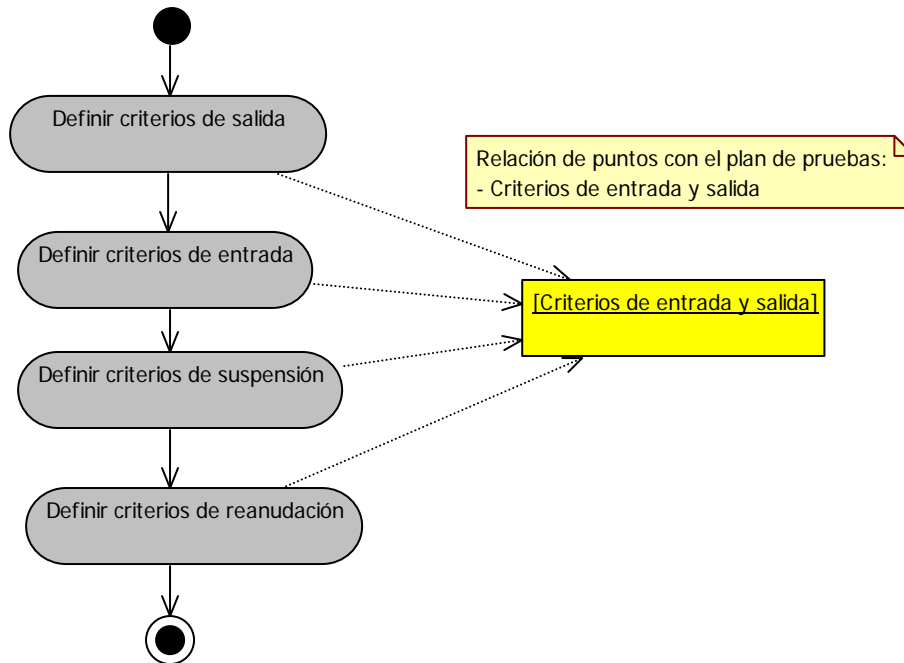 Definir criterios de salida
Relación de puntos con el plan de pruebas:
- Criterios de entrada y salida
Definir criterios de entrada
[Criterios de entrada y salida]
Definir criterios de suspensión
Definir criterios de reanudación